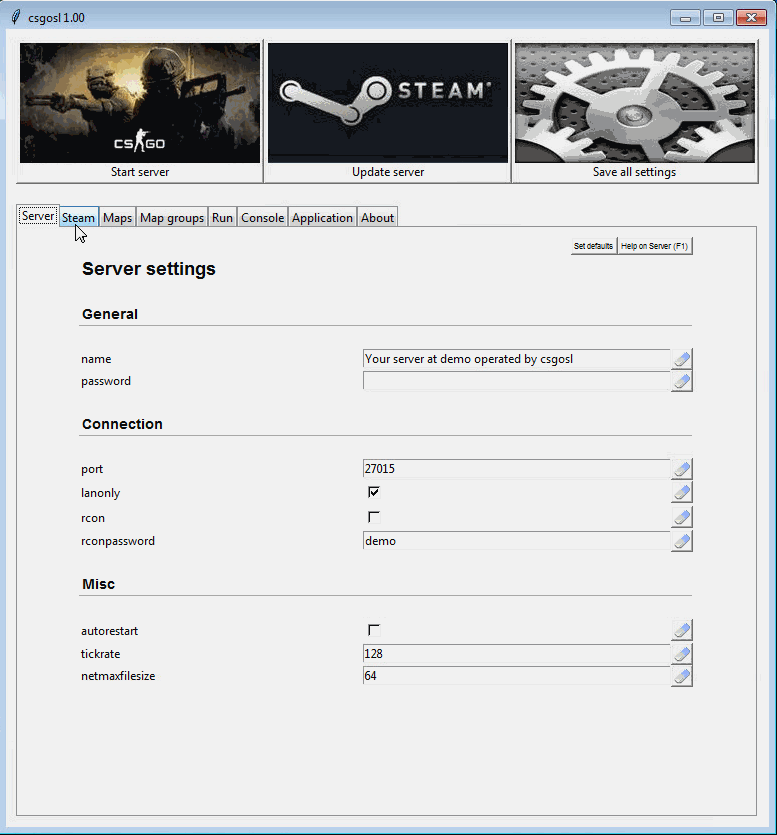 csgosl 1.00
CS GO
STEAM
Start server
Update server
Save all settings
Server
Steam
Maps
Map groups
Run
Console
Application
About
Set defaults
Help on Server (F1)
Server settings
General
name
Your server at demo operated by csgosl
password
Connection
port
27015
lanonly
rcon
rconpassword
demo
Misc
autorestart
tickrate
128
netmaxfilesize
64